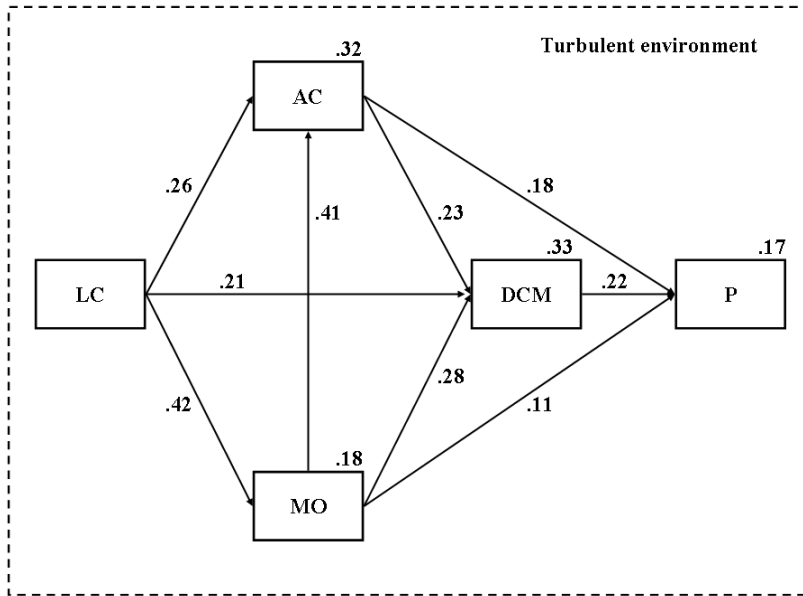 .32
Turbulent environment
AC
.26
.41
.23
.18
.33
.17
LC
.21
DCM
.22
P
.42
.28
.11
.18
MO